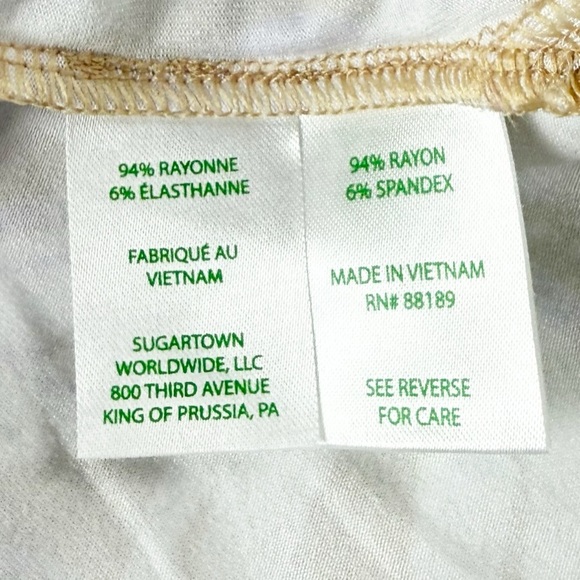 94% RAYONNE
6% ÉLASTHANNE
FABRIQUÉ AU
VIETNAM
SUGARTOWN
WORLDWIDE, LLC
800 THIRD AVENUE
KING OF PRUSSIA, PA
94% RAYON
6% SPANDEX
MADE IN VIETNAM
RN# 88189
SEE REVERSE
FOR CARE